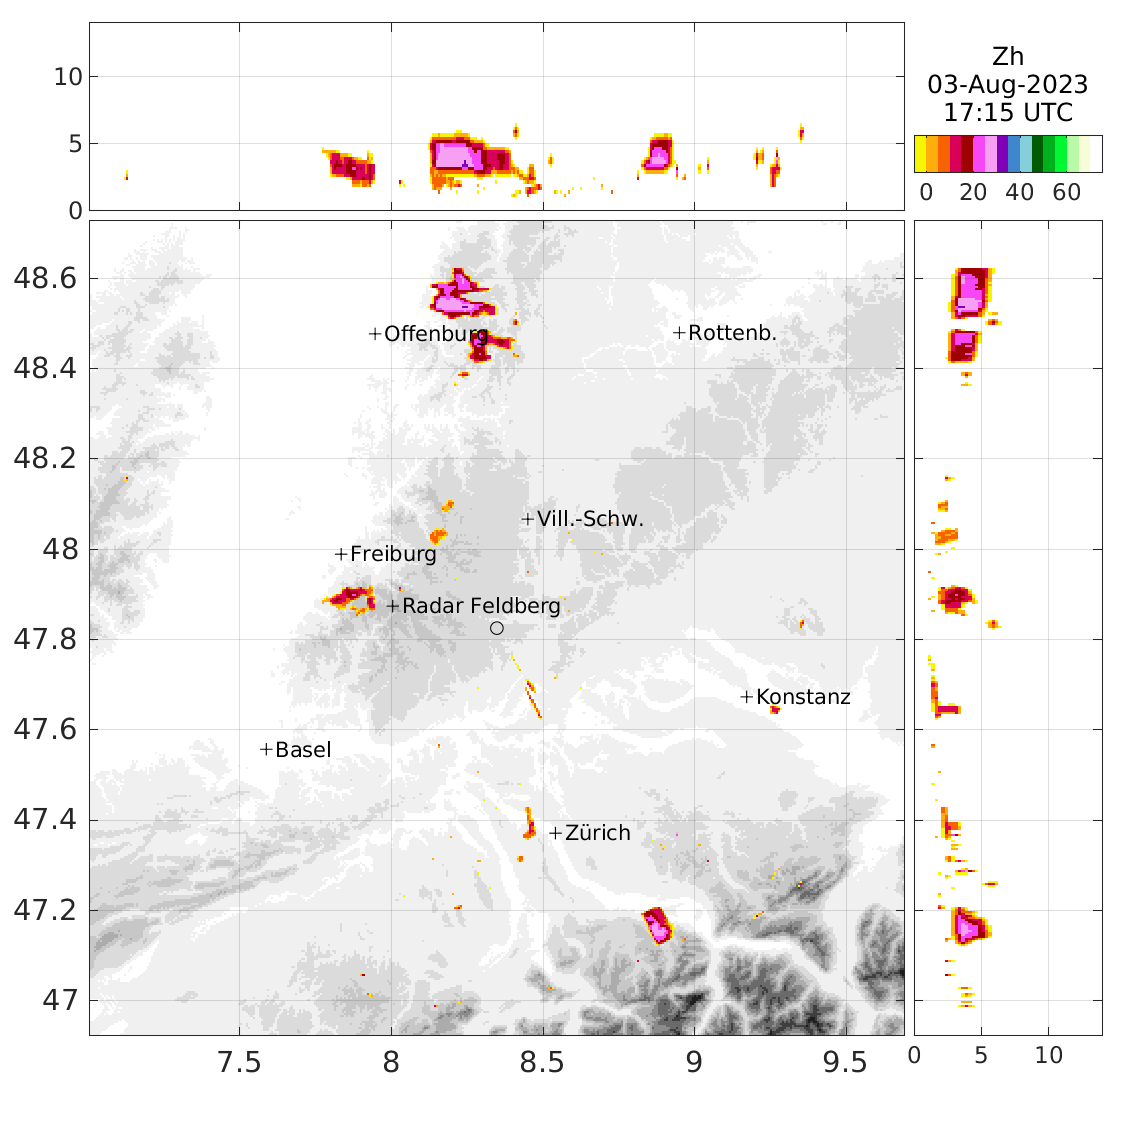 Zh
03-Aug-2023
17:15 UTC
0 20 40 60
10
5
0
48.6
48.4
48.2
48
47.8
47.6
47.4
47.2
47
+Offenburg
+Rottenb.
+Vill.-Schw.
+Freiburg
+Radar Feldberg
+Konstanz
+Basel
+Zürich
7.5 8 8.5 9 9.5
0 5 10